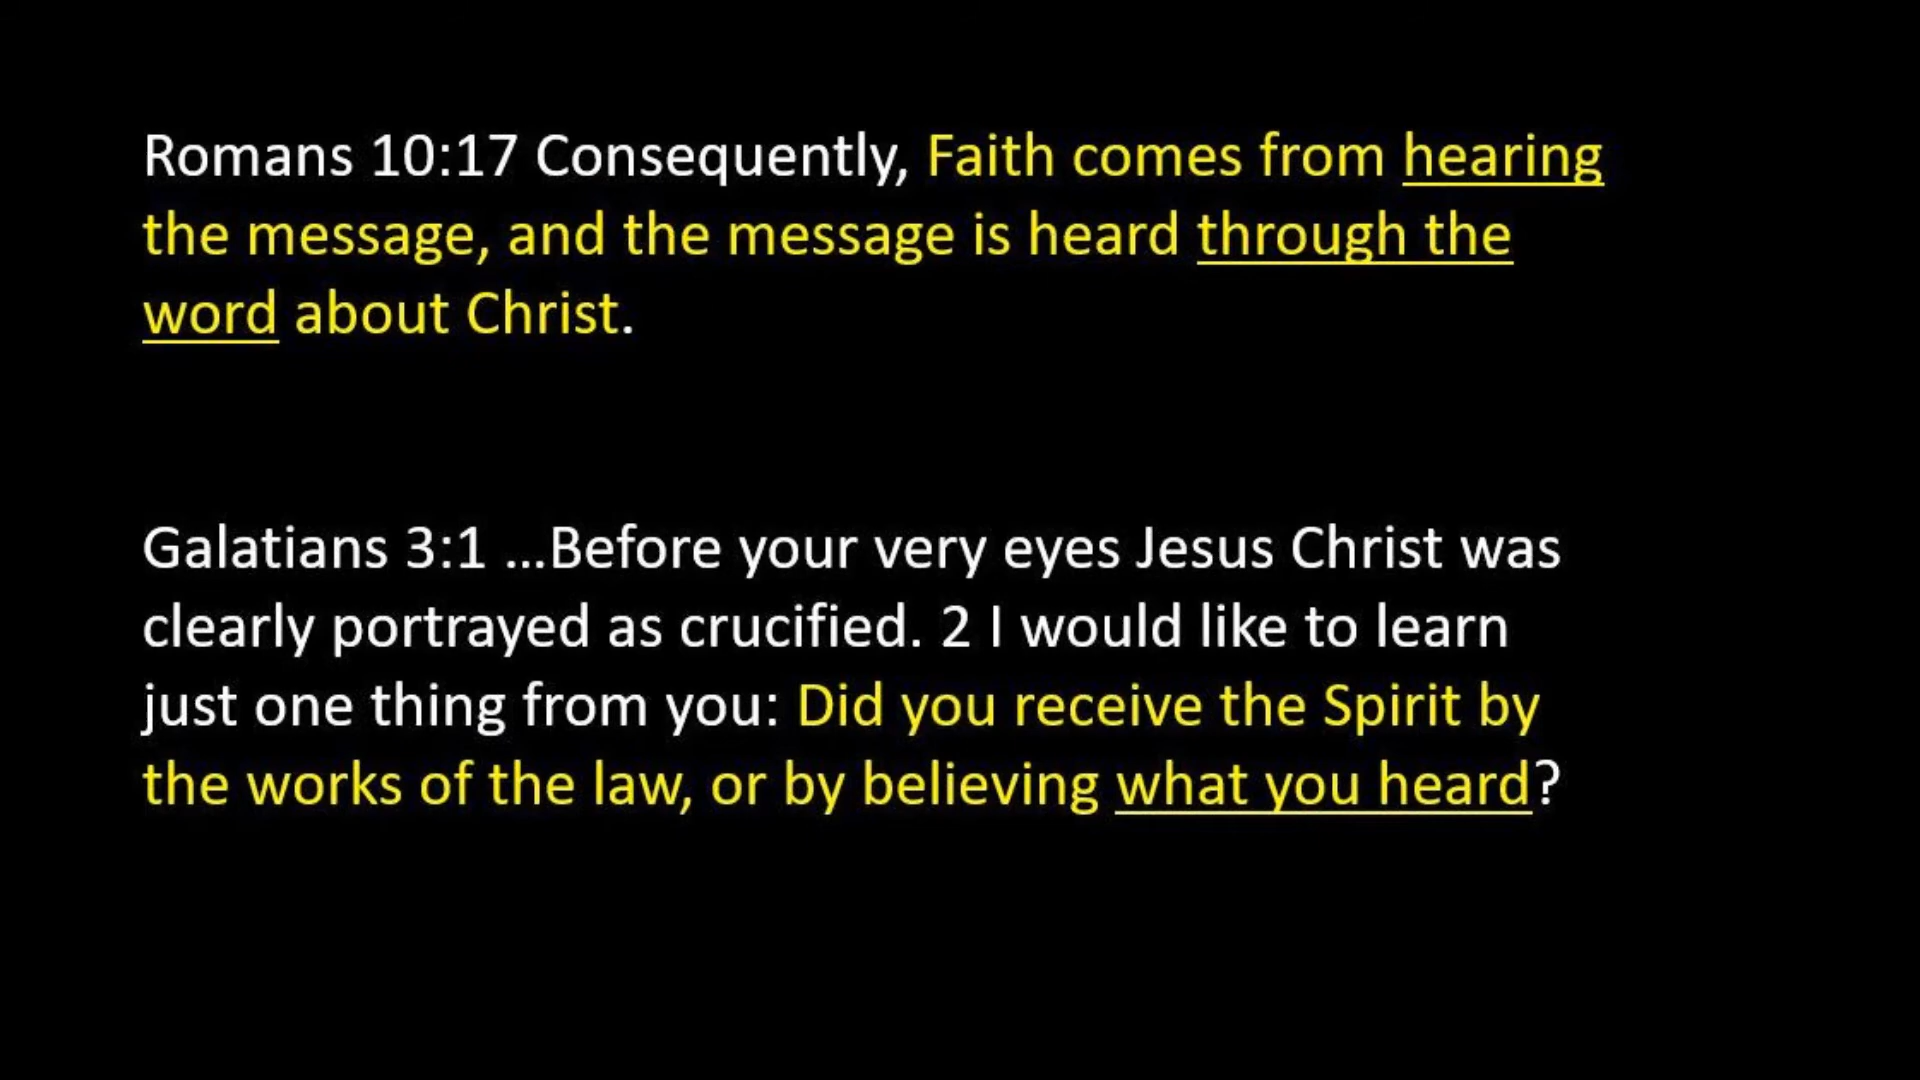 Romans 10:17 Consequently, Faith comes from hearing
the message, and the message is heard through the
word about Christ.
Galatians 3:1 ...Before your very eyes Jesus Christ was
clearly portrayed as crucified. 2 I would like to learn
just one thing from you: Did you receive the Spirit by
the works of the law, or by believing what you heard?